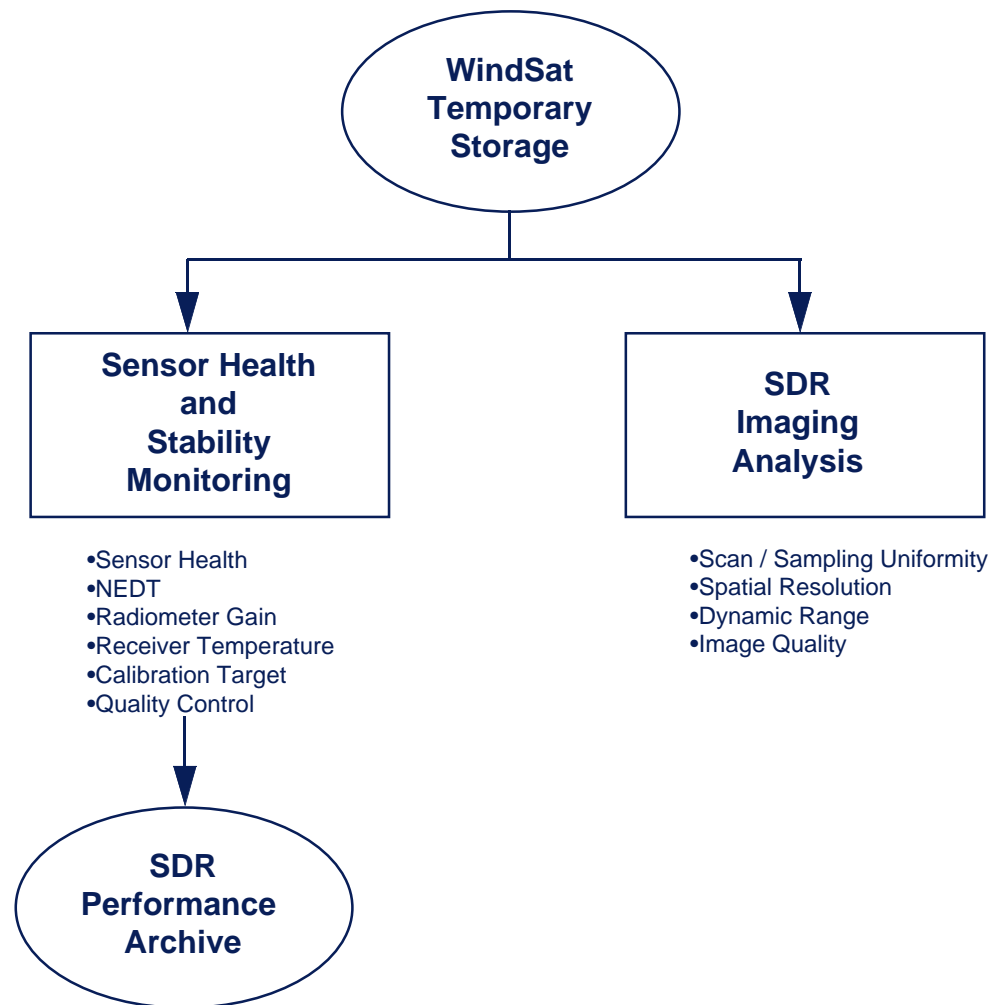 WindSat
Temporary
Storage
Sensor Health
and
Stability
Monitoring
SDR
Imaging
Analysis
•Sensor Health
•NEDT
•Radiometer Gain
•Receiver Temperature
•Calibration Target
•Quality Control
•Scan / Sampling Uniformity
•Spatial Resolution
•Dynamic Range
•Image Quality
SDR
Performance
Archive